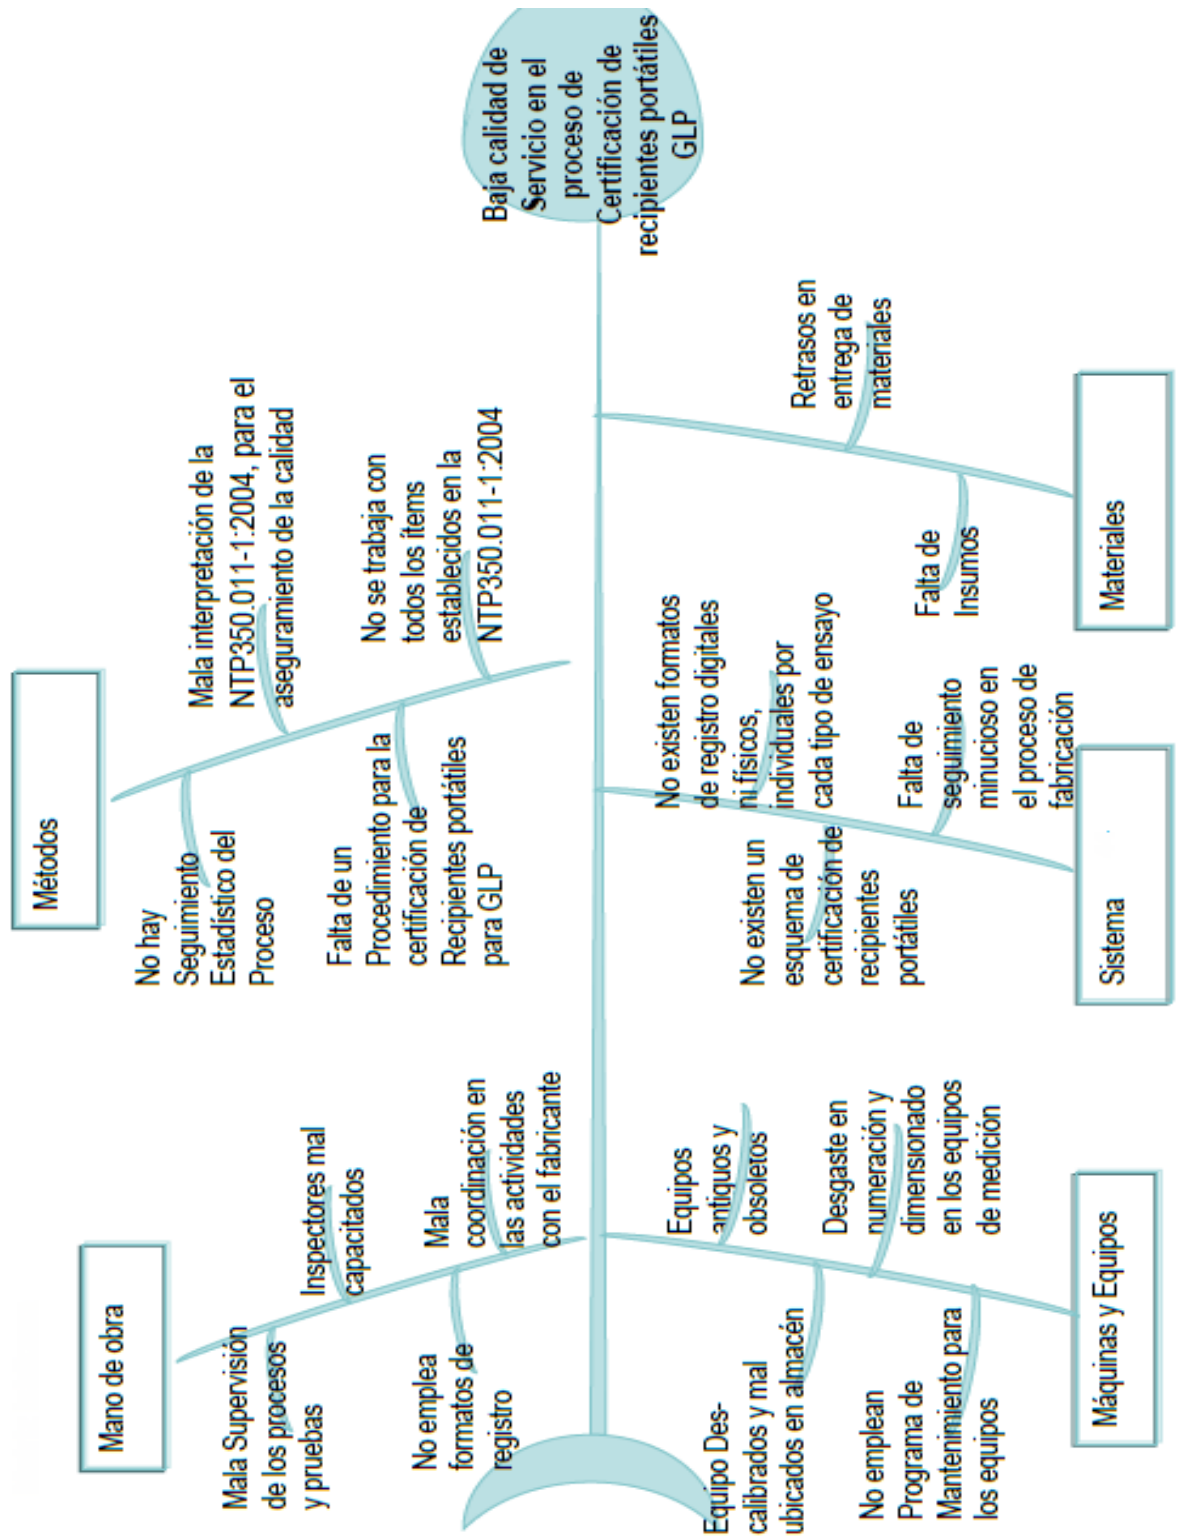 Mano de obra
Mala Supervisión
de los procesos
y pruebas
Inspectores mal
capacitados
No emplea
formatos de
registro
Mala
coordinación en
las actividades
con el fabricante
Métodos
No hay
Seguimiento
Estadístico del
Proceso
Mala interpretación de la
NTP350.011-1:2004, para el
aseguramiento de la calidad
Falta de un
Procedimiento para la
certificación de
Recipientes portátiles
para GLP
No se trabaja con
todos los ítems
establecidos en la
NTP350.011-1:2004
Baja calidad de
Servicio en el
proceso de
Certificación de
recipientes portátiles
GLP
Equipo Des-
calibrados y mal
ubicados en almacén
Equipos
antiquos y
obsoletos
No emplean
Programa de
Mantenimiento para
los equipos
Desgaste en
numeración y
dimensionado
en los equipos
de medición
Máquinas y Equipos
No existen un
esquema de
certificación de
recipientes
portátiles
No existen formatos
de registro digitales
ni físicos,
individuales por
cada tipo de ensayo
Falta de
seguimiento
minucioso en
el proceso de
fabricación
Sistema
Falta de
Insumos
Retrasos en
entrega de
materiales
Materiales